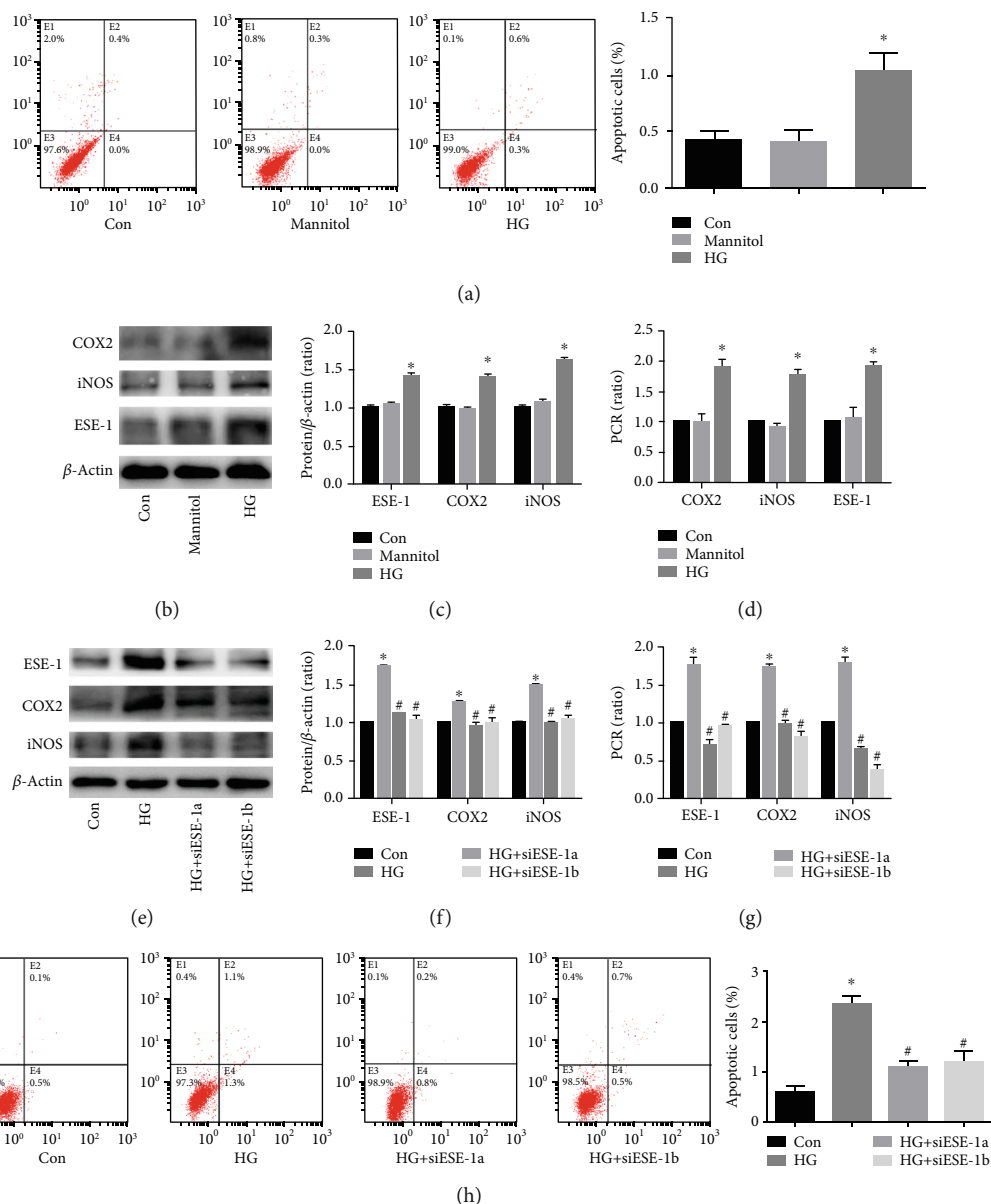 10³ 10² 10¹ 10⁰
E1 2.0% E2 0.4%
E3 97.6% E4 0.0%
10⁰ 10¹ 10² 10³
Con
10³ 10² 10¹ 10⁰
E1 0.8% E2 0.3%
E3 98.9% E4 0.0%
10⁰ 10¹ 10² 10³
Mannitol
10³ 10² 10¹ 10⁰
E1 0.1% E2 0.6%
E3 99.0% E4 0.3%
10⁰ 10¹ 10² 10³
HG
Apoptotic cells (%)
1.5
1.0
0.5
0.0
*
Con
Mannitol
HG
(a)
COX2
iNOS
ESE-1
β-Actin
Con Mannitol HG
(b)
Protein/β-actin (ratio)
2.0
1.5
1.0
0.5
0.0
* * *
ESE-1 COX2 iNOS
Con
Mannitol
HG
(c)
PCR (ratio)
2.5
2.0
1.5
1.0
0.5
0.0
* * *
COX2 iNOS ESE-1
Con
Mannitol
HG
(d)
ESE-1
COX2
iNOS
β-Actin
Con HG HG+siESE-1a HG+siESE-1b
(e)
Protein/β-actin (ratio)
2.0
1.5
1.0
0.5
0.0
* # # * # # * # #
ESE-1 COX2 iNOS
Con HG+siESE-1a
HG HG+siESE-1b
(f)
PCR (ratio)
2.0
1.5
1.0
0.5
0.0
* # # * # # * # #
ESE-1 COX2 iNOS
Con HG+siESE-1a
HG HG+siESE-1b
(g)
E2 0.1%
% E4 0.5%
10⁰ 10¹ 10² 10³
Con
10³ 10² 10¹ 10⁰
E1 0.4% E2 1.1%
E3 97.3% E4 1.3%
10⁰ 10¹ 10² 10³
HG
10³ 10² 10¹ 10⁰
E1 0.1% E2 0.2%
E3 98.9% E4 0.8%
10⁰ 10¹ 10² 10³
HG+siESE-1a
10³ 10² 10¹ 10⁰
E1 0.4% E2 0.7%
E3 98.5% E4 0.5%
10⁰ 10¹ 10² 10³
HG+siESE-1b
Apoptotic cells (%)
3
2
1
0
* # #
Con HG+siESE-1a
HG HG+siESE-1b
(h)